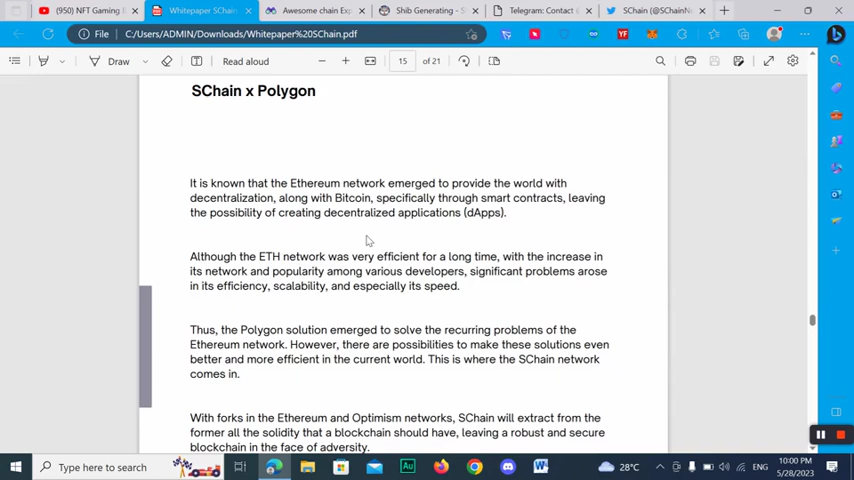 (950) NFT Gaming E
Whitepaper SChain
Awesome chain Exp
Shib Generating - S
Telegram: Contact
SChain (@SChainNe
File
C:/Users/ADMIN/Downloads/Whitepaper%20SChain.pdf
Draw
Read aloud
15
of 21
SChain x Polygon
It is known that the Ethereum network emerged to provide the world with
decentralization, along with Bitcoin, specifically through smart contracts, leaving
the possibility of creating decentralized applications (dApps).
Although the ETH network was very efficient for a long time, with the increase in
its network and popularity among various developers, significant problems arose
in its efficiency, scalability, and especially its speed.
Thus, the Polygon solution emerged to solve the recurring problems of the
Ethereum network. However, there are possibilities to make these solutions even
better and more efficient in the current world. This is where the SChain network
comes in.
With forks in the Ethereum and Optimism networks, SChain will extract from the
former all the solidity that a blockchain should have, leaving a robust and secure
blockchain in the face of adversity.
Type here to search
28°C
ENG
10:00 PM
5/28/2023